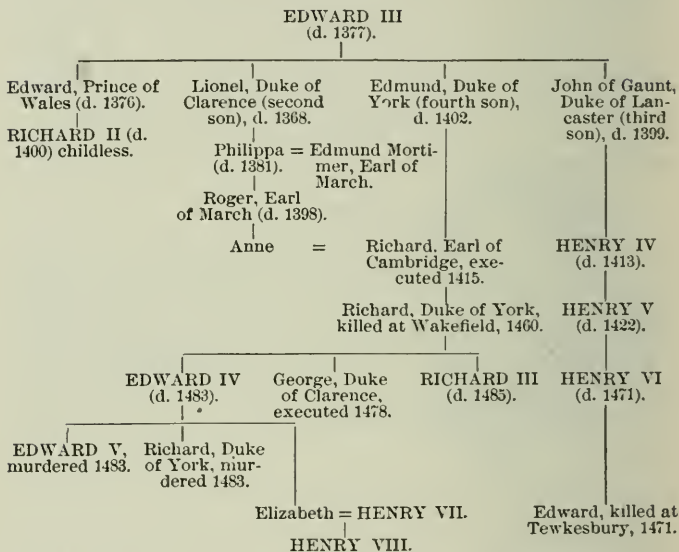 EDWARD III
(d. 1377).
Edward, Prince of
Wales (d. 1376).
RICHARD II (d.
1400) childless.
Lionel, Duke of
Clarence (second
son), d. 1368.
Philippa = Edmund Morti-
(d. 1381). mer, Earl of
March.
Roger, Earl
of March (d. 1398).
Edmund, Duke of
York (fourth son),
d. 1402.
John of Gaunt,
Duke of Lan-
caster (third
son), d. 1399.
Anne = Richard, Earl of
Cambridge, exe-
cuted 1415.
HENRY IV
(d. 1413).
Richard, Duke of York,
killed at Wakefield, 1460.
HENRY V
(d. 1422).
EDWARD IV
(d. 1483).
George, Duke
of Clarence,
executed 1478.
RICHARD III
(d. 1485).
HENRY VI
(d. 1471).
EDWARD V,
murdered 1483.
Richard, Duke
of York, mur-
dered 1483.
Elizabeth = HENRY VII.
Edward, killed at
Tewkesbury, 1471.
HENRY VIII.